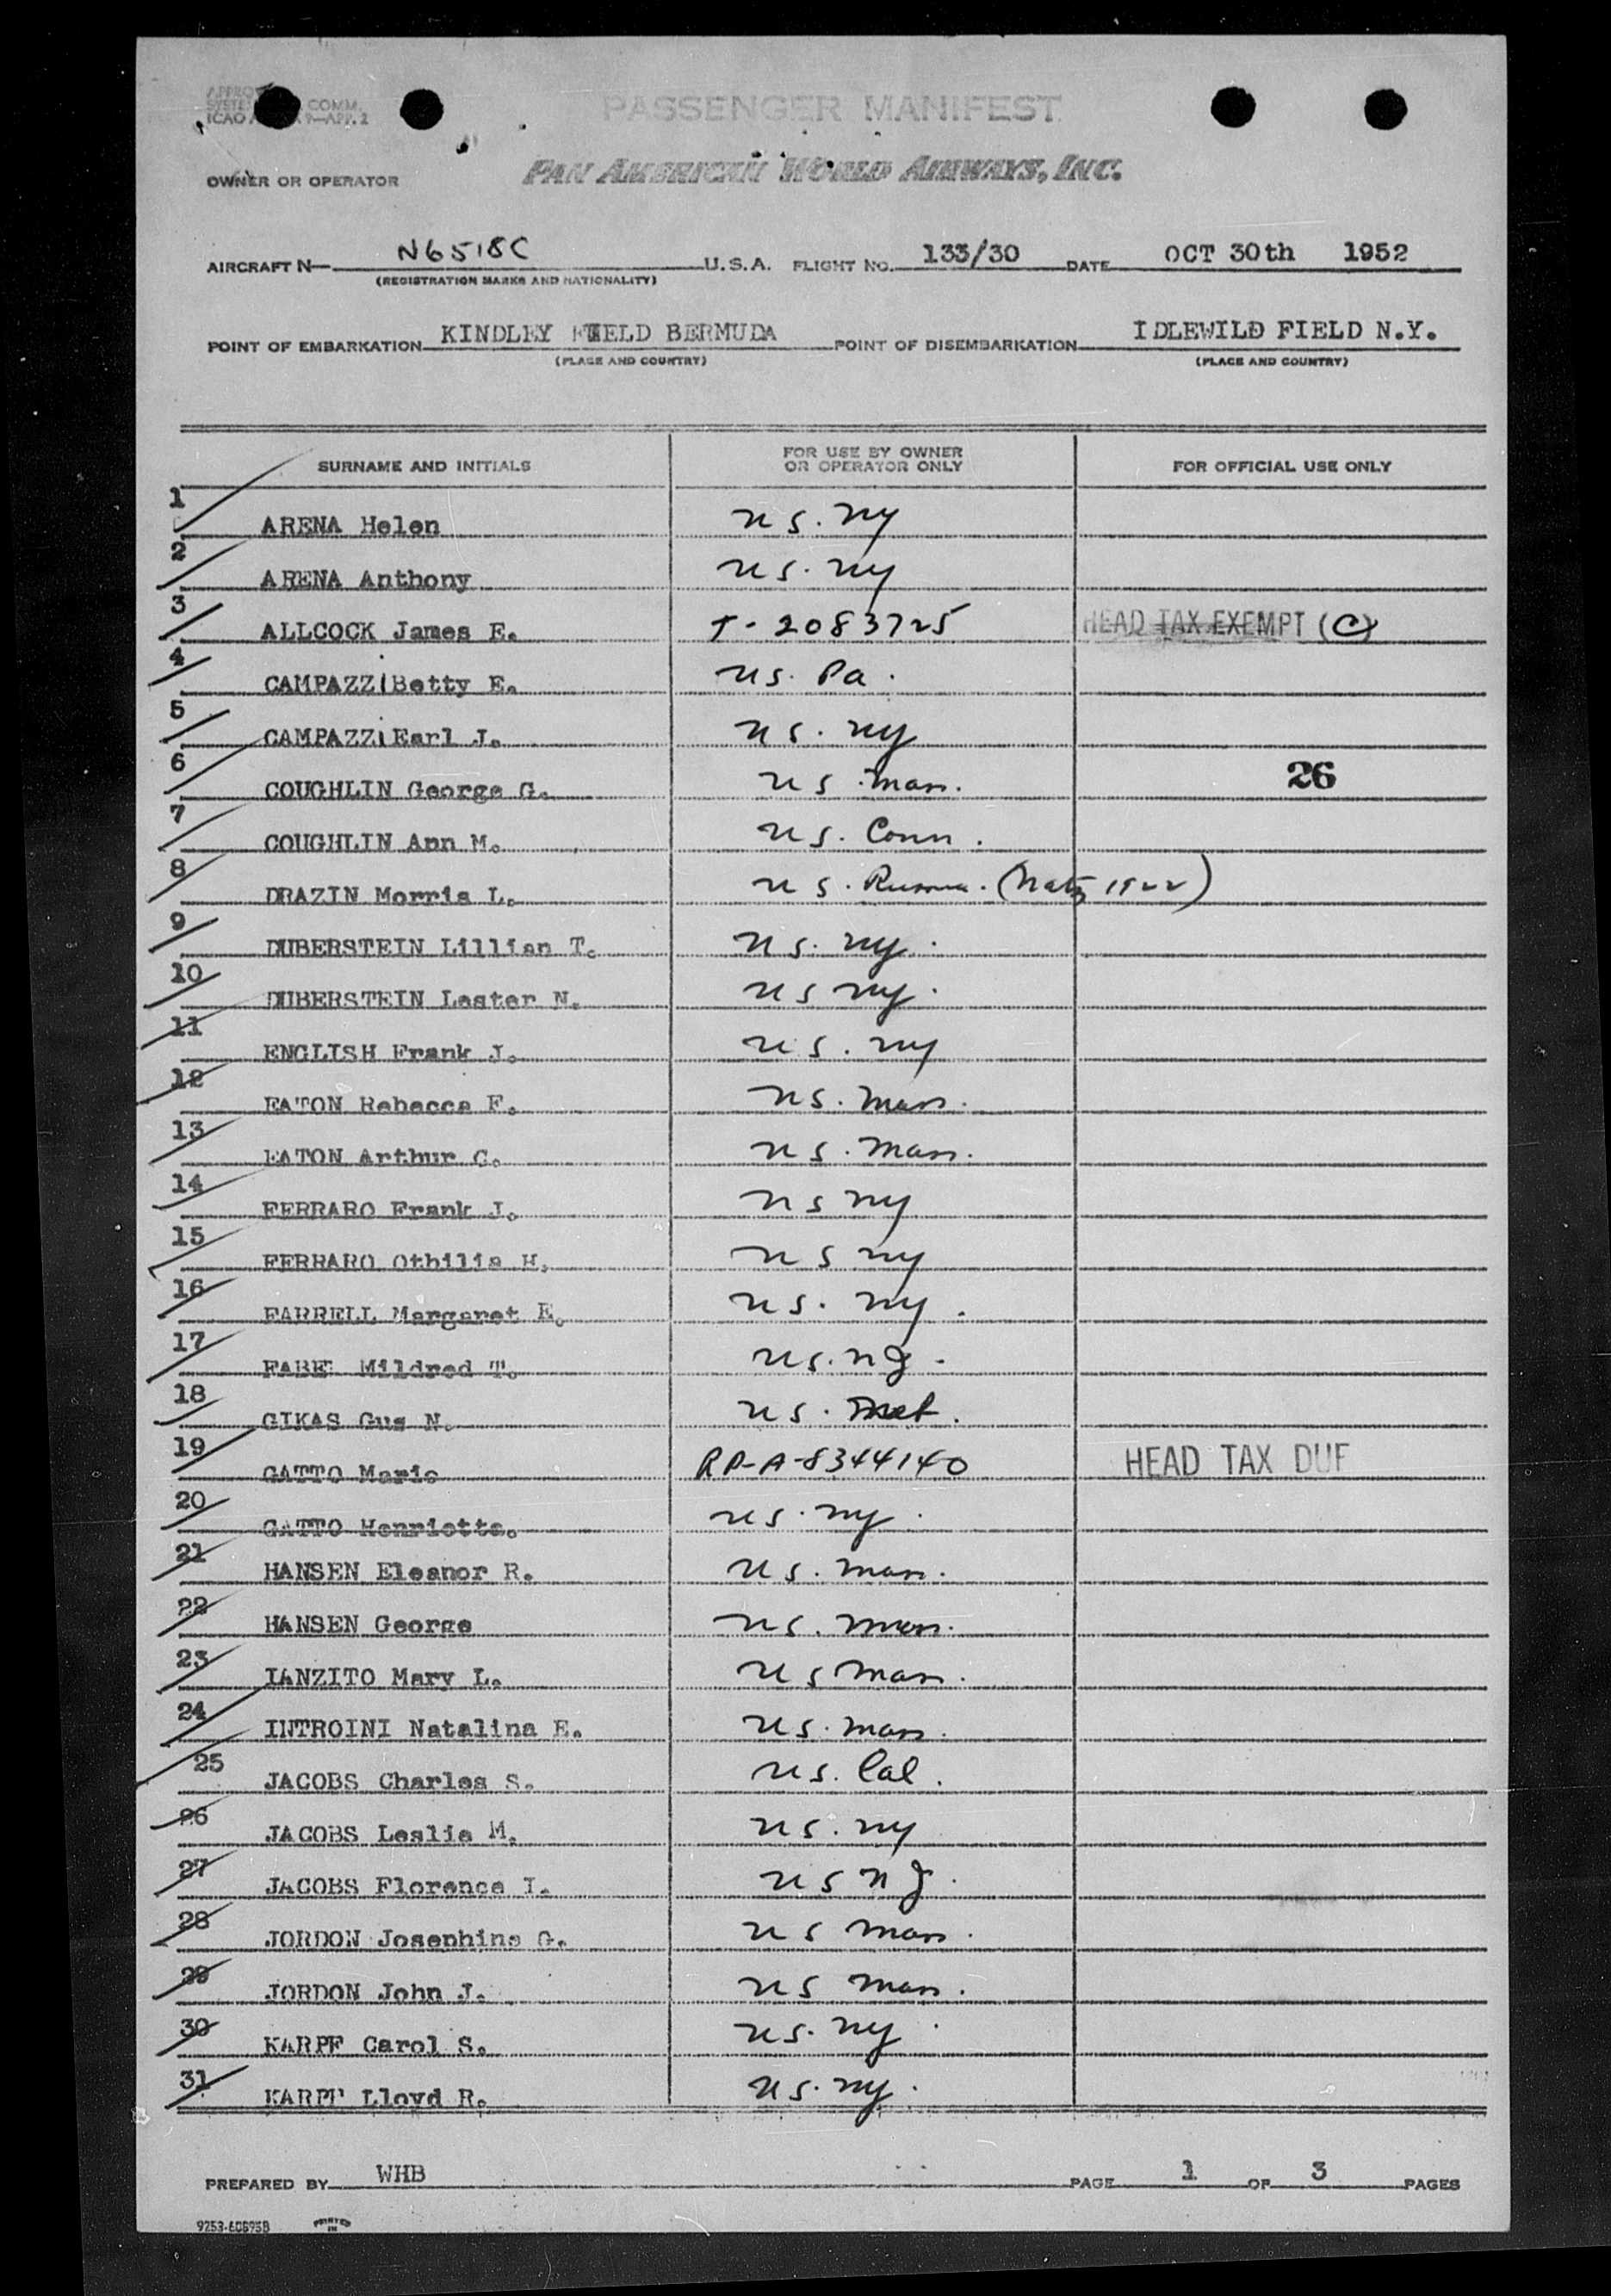 PASSENGER MANIFEST
COMM.
PAN AMERICAN WORLD AIRWAYS, INC.
OWNER OR OPERATOR
AIRCRAFT N— N6518C U.S.A. FLIGHT NO. 133/30 DATE OCT 30th 1952
(REGISTRATION MARKS AND NATIONALITY)
POINT OF EMBARKATION KINDLEY FIELD BERMUDA POINT OF DISEMBARKATION IDLEWILD FIELD N.Y.
(PLACE AND COUNTRY) (PLACE AND COUNTRY)
SURNAME AND INITIALS FOR USE BY OWNER OR OPERATOR ONLY FOR OFFICIAL USE ONLY
1 ARENA Helen US. NY
2 ARENA Anthony US. NY
3 ALLCOCK James E. T-2083725 HEAD TAX EXEMPT (C)
4 CAMPAZZI Betty E. US. Pa.
5 CAMPAZZI Earl J. US. NY
6 COUGHLIN George G. US. Mass. 26
7 COUGHLIN Ann M. US. Conn.
8 DRAZIN Morris L. US. Russia. (Natz 1922)
9 DUBERSTEIN Lillian T. US. NY.
10 DUBERSTEIN Lester N. US NY.
11 ENGLISH Frank J. US. NY
12 EATON Rebecca F. US. Mass.
13 EATON Arthur C. US. Mass.
14 FERRARO Frank J. US NY
15 FERRARO Othilia H. US NY
16 FARRELL Margaret E. US. NY.
17 Mildred T. US. NJ.
18 GIKAS Gus N. US.
19 GATTO Mario RP-A-8344140 HEAD TAX DUE
20 GATTO Henrietta. US. NY.
21 HANSEN Eleanor R. US. Mass.
22 HANSEN George US. Mass.
23 IANZITO Mary L. US Mass.
24 INTROINI Natalina E. US. Mass.
25 JACOBS Charles S. US. Cal.
26 JACOBS Leslie M. US. NY
27 JACOBS Florence I. US NJ.
28 JORDON Josephine G. US Mass.
29 JORDON John J. US Mass.
30 KARPF Carol S. US. NY.
31 KARPF Lloyd R. US. NY.
PREPARED BY WHB PAGE 1 OF 3 PAGES
PRINTED IN